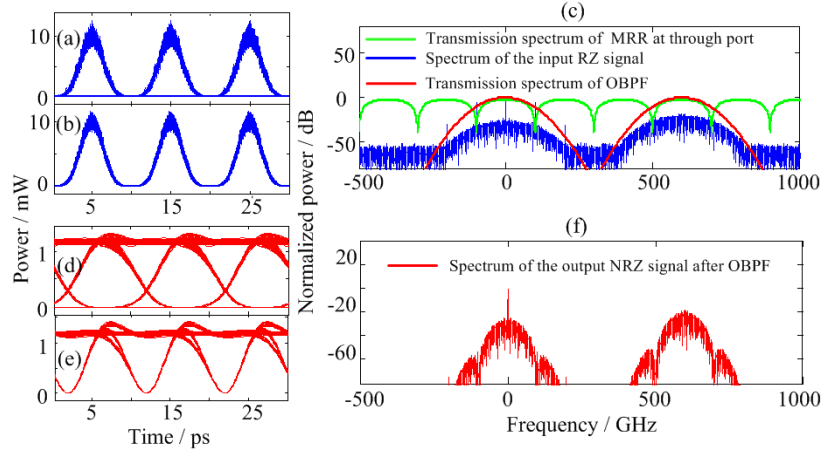 10
(a)
0
10
(b)
0
5
15
25
1
(d)
0
1
(e)
0
5
15
25
Power / mW
Time / ps
(c)
Transmission spectrum of MRR at through port
Spectrum of the input RZ signal
Transmission spectrum of OBPF
50
0
-50
-500
0
500
1000
Normalized power / dB
(f)
Spectrum of the output NRZ signal after OBPF
20
-20
-60
-500
0
500
1000
Frequency / GHz